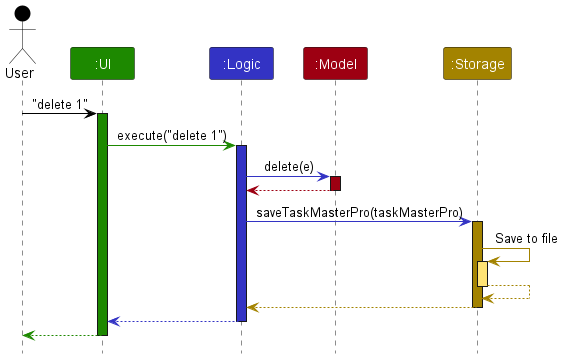 User
:UI
:Logic
:Model
:Storage
"delete 1"
execute("delete 1")
delete(e)
saveTaskMasterPro(taskMasterPro)
Save to file